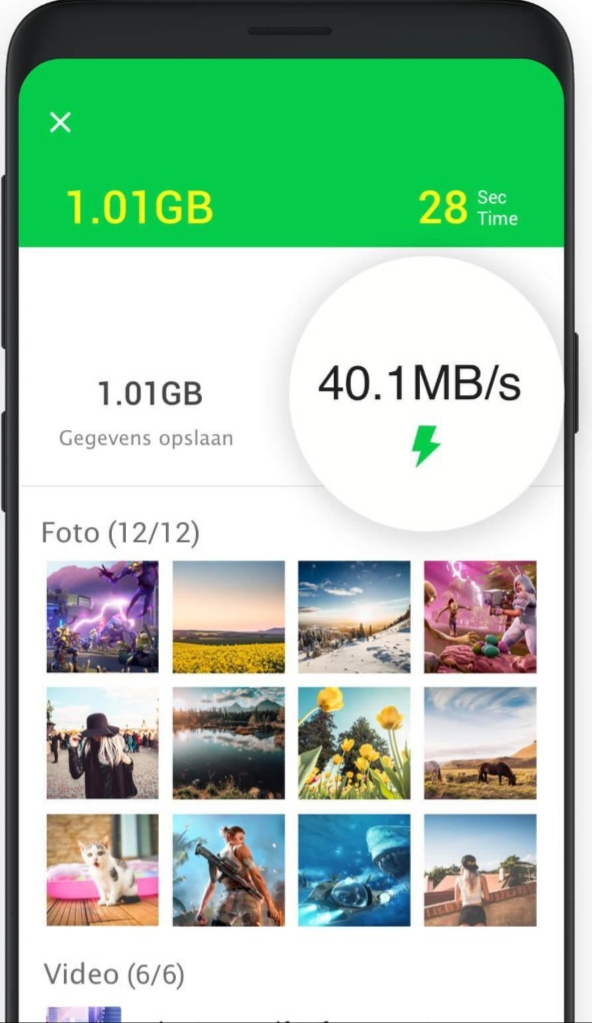 1.01GB
28 Sec
Time
1.01GB
Gegevens opslaan
40.1MB/s
Foto (12/12)
Video (6/6)